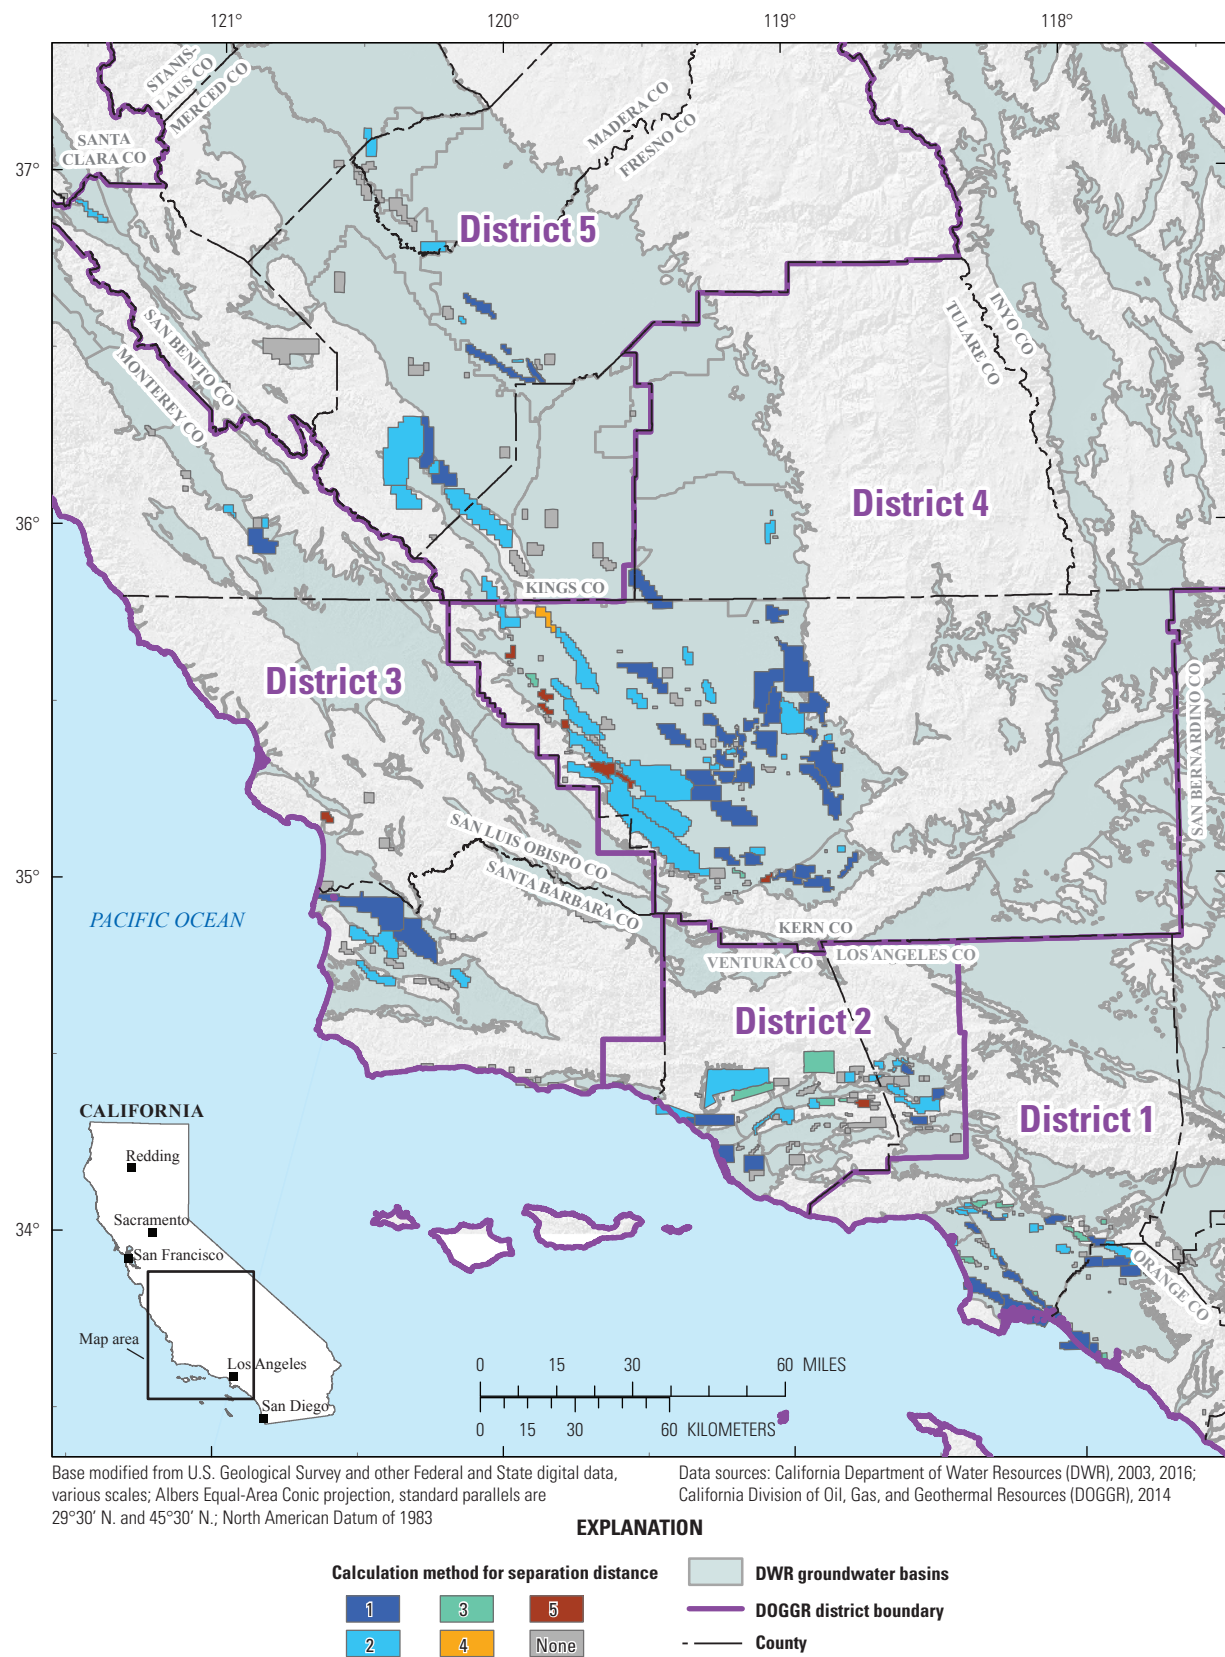 121°
120°
119°
118°
STANIS-
LAUS CO
MERCED CO
MADERA CO
FRESNO CO
SANTA
CLARA CO
37°
District 5
SAN BENITO CO
MONTEREY CO
INYO CO
TULARE CO
District 4
36°
KINGS CO
District 3
SAN BERNARDINO CO
SAN LUIS OBISPO CO
SANTA BARBARA CO
35°
PACIFIC OCEAN
KERN CO
VENTURA CO
LOS ANGELES CO
District 2
District 1
CALIFORNIA
Redding
Sacramento
San Francisco
34°
ORANGE CO
Map area
Los Angeles
San Diego
0 15 30 60 MILES
0 15 30 60 KILOMETERS
Base modified from U.S. Geological Survey and other Federal and State digital data,
various scales; Albers Equal-Area Conic projection, standard parallels are
29°30′ N. and 45°30′ N.; North American Datum of 1983
Data sources: California Department of Water Resources (DWR), 2003, 2016;
California Division of Oil, Gas, and Geothermal Resources (DOGGR), 2014
EXPLANATION
Calculation method for separation distance
1
3
5
2
4
None
DWR groundwater basins
DOGGR district boundary
County